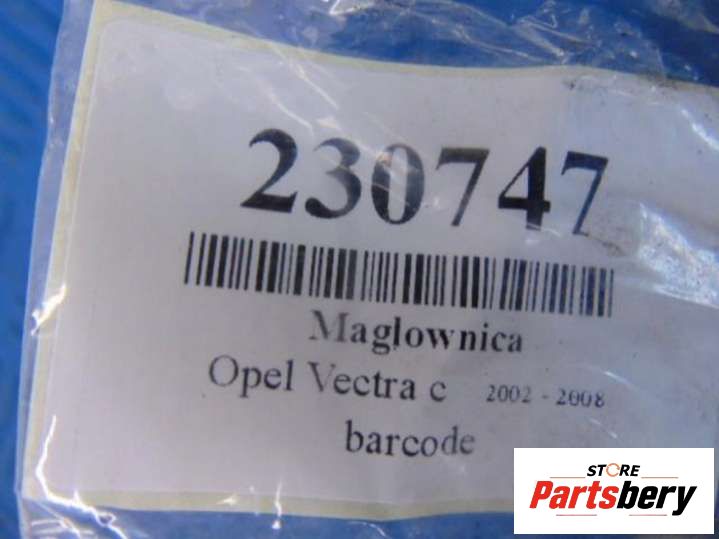 230747
Maglownica
Opel Vectra c 2002 - 2008
barcode
STORE
Partsbery